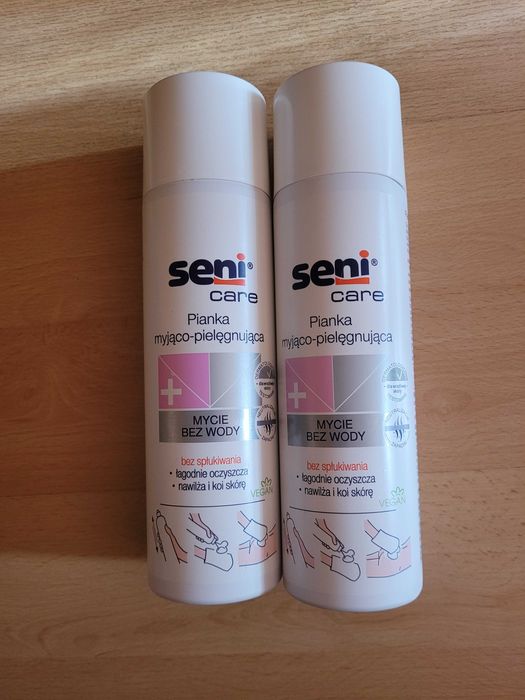 seni®
care
Pianka
myjąco-pielęgnująca
MYCIE
BEZ WODY
bez spłukiwania
• łagodnie oczyszcza
• nawilża i koi skórę
VEGAN
seni®
care
Pianka
myjąco-pielęgnująca
MYCIE
BEZ WODY
bez spłukiwania
• łagodnie oczyszcza
• nawilża i koi skórę
VEGAN